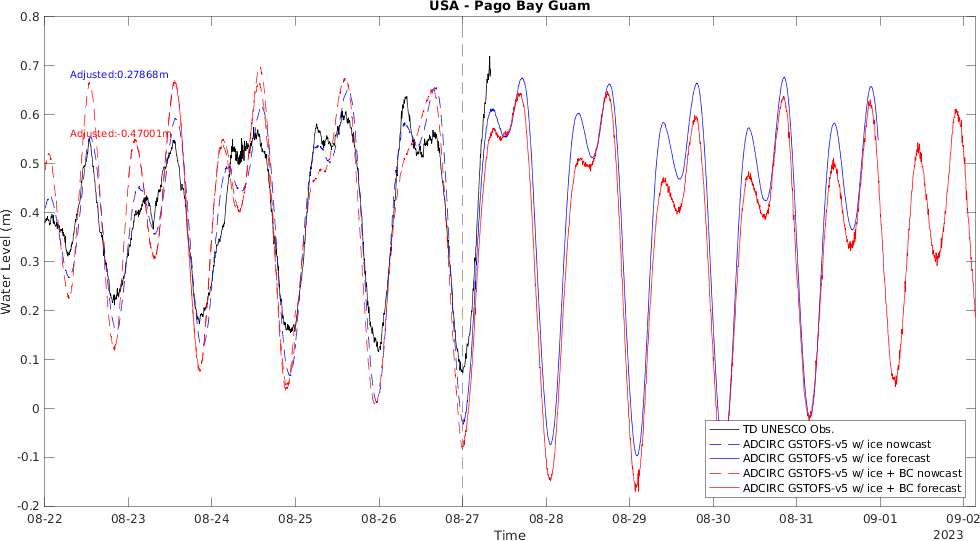 USA - Pago Bay Guam
0.8
0.7
0.6
0.5
0.4
0.3
0.2
0.1
0
-0.1
-0.2
Water Level (m)
Adjusted:0.27868m
Adjusted:-0.47001m
TD UNESCO Obs.
ADCIRC GSTOFS-v5 w/ ice nowcast
ADCIRC GSTOFS-v5 w/ ice forecast
ADCIRC GSTOFS-v5 w/ ice + BC nowcast
ADCIRC GSTOFS-v5 w/ ice + BC forecast
08-22 08-23 08-24 08-25 08-26 08-27 08-28 08-29 08-30 08-31 09-01 09-02
Time
2023